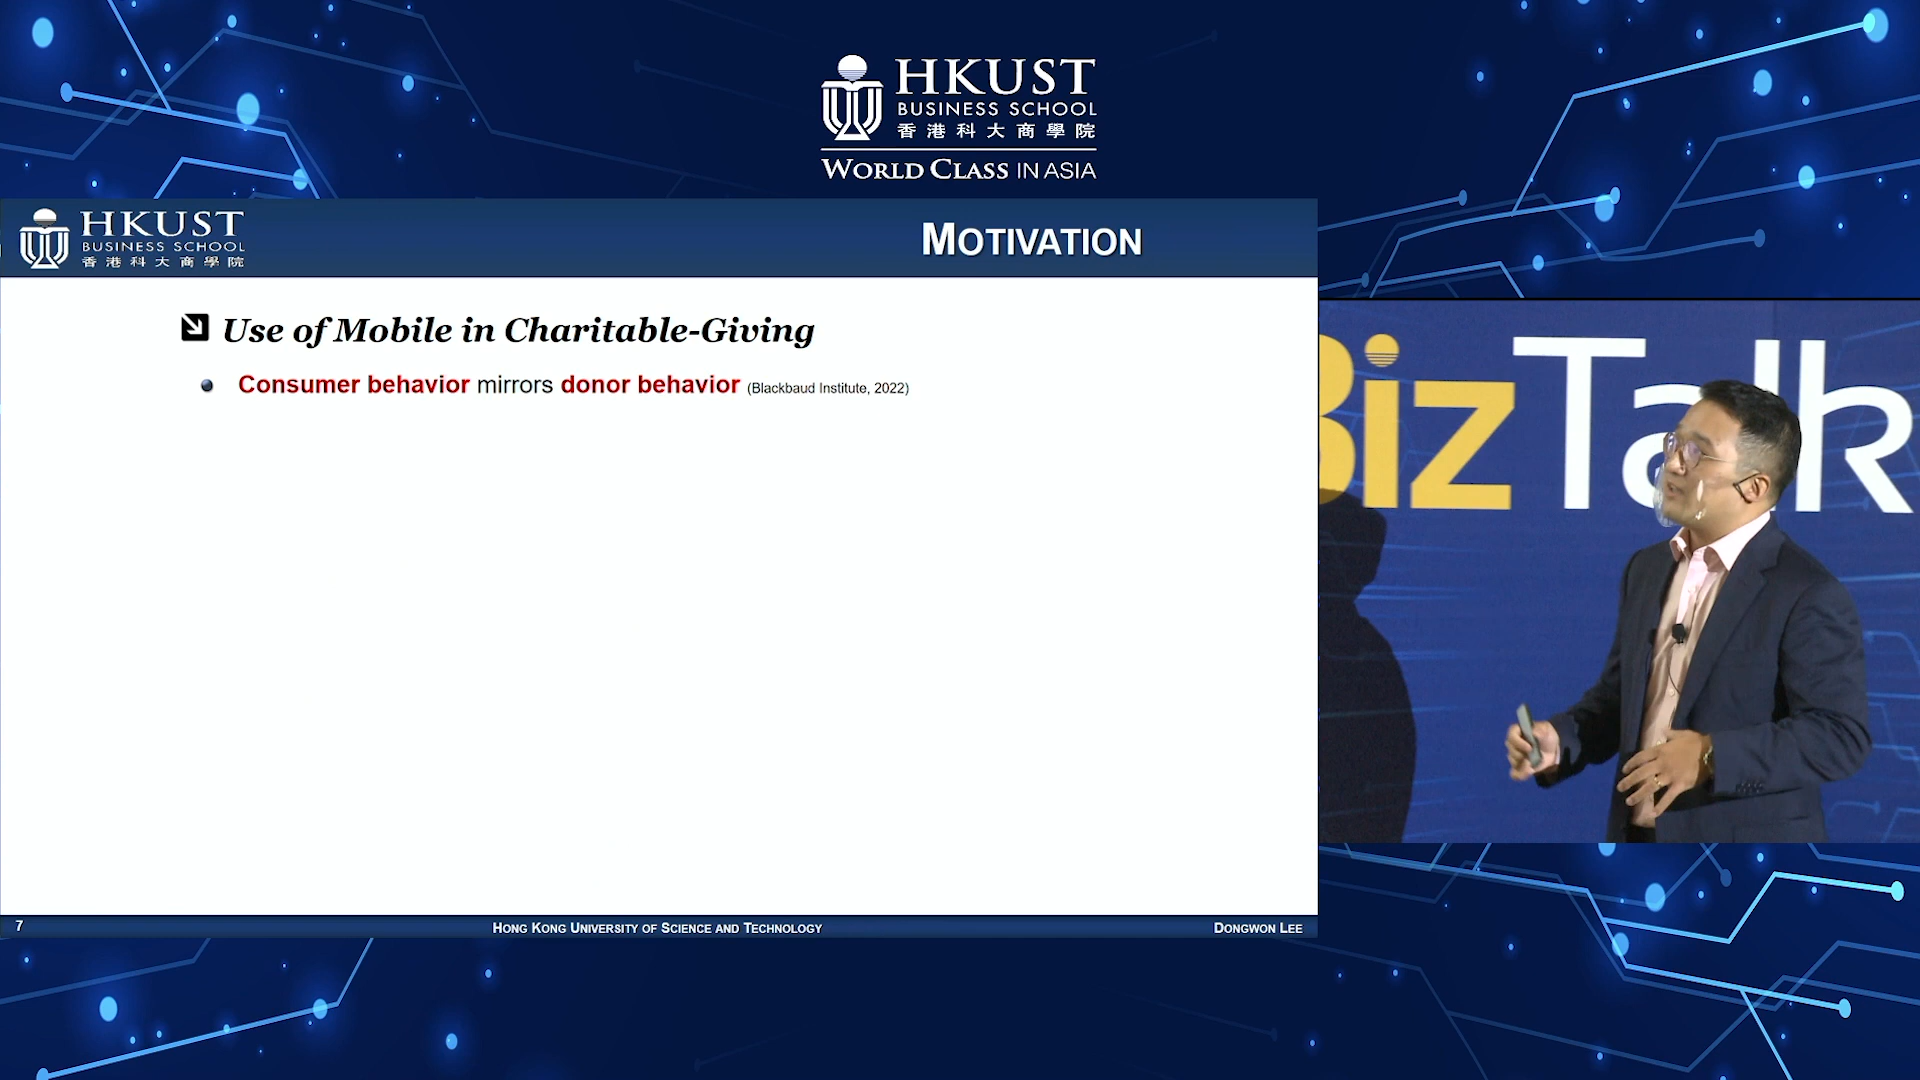 HKUST
BUSINESS SCHOOL
香港科大商學院
WORLD CLASS IN ASIA
HKUST
BUSINESS SCHOOL
香港科大商學院
MOTIVATION
Use of Mobile in Charitable-Giving
Consumer behavior mirrors donor behavior (Blackbaud Institute, 2022)
BizTalk
7
HONG KONG UNIVERSITY OF SCIENCE AND TECHNOLOGY
DONGWON LEE